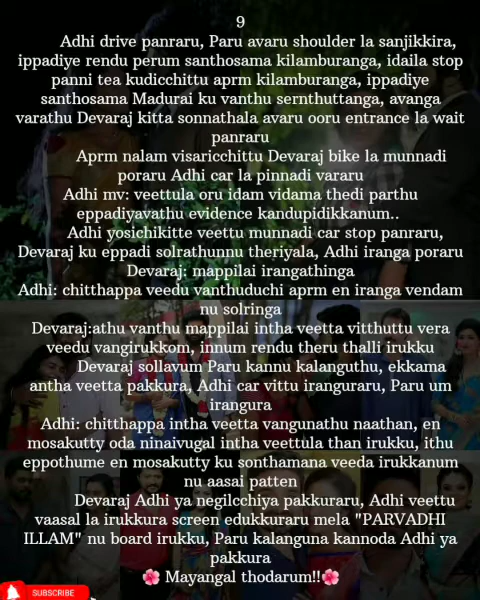 9
Adhi drive panraru, Paru avaru shoulder la sanjikkira,
ippadiye rendu perum santhosama kilamburanga, idaila stop
panni tea kudicchittu aprm kilamburanga, ippadiye
santhosama Madurai ku vanthu sernthuttanga, avanga
varathu Devaraj kitta sonnathala avaru ooru entrance la wait
panraru
Aprm nalam visaricchittu Devaraj bike la munnadi
poraru Adhi car la pinnadi vararu
Adhi mv: veettula oru idam vidama thedi parthu
eppadiyavathu evidence kandupidikkanum..
Adhi yosichikitte veettu munnadi car stop panraru,
Devaraj ku eppadi solrathunnu theriyala, Adhi iranga poraru
Devaraj: mappilai irangathinga
Adhi: chitthappa veedu vanthuduchi aprm en iranga vendam
nu solringa
Devaraj:athu vanthu mappilai intha veetta vitthuttu vera
veedu vangirukkom, innum rendu theru thalli irukku
Devaraj sollavum Paru kannu kalanguthu, ekkama
antha veetta pakkura, Adhi car vittu iranguraru, Paru um
irangura
Adhi: chitthappa intha veetta vangunathu naathan, en
mosakutty oda ninaivugal intha veettula than irukku, ithu
eppothume en mosakutty ku sonthamana veeda irukkanum
nu aasai patten
Devaraj Adhi ya negilcchiya pakkuraru, Adhi veettu
vaasal la irukkura screen edukkuraru mela "PARVADHI
ILLAM" nu board irukku, Paru kalanguna kannoda Adhi ya
pakkura
🌺 Mayangal thodarum!!🌺
SUBSCRIBE